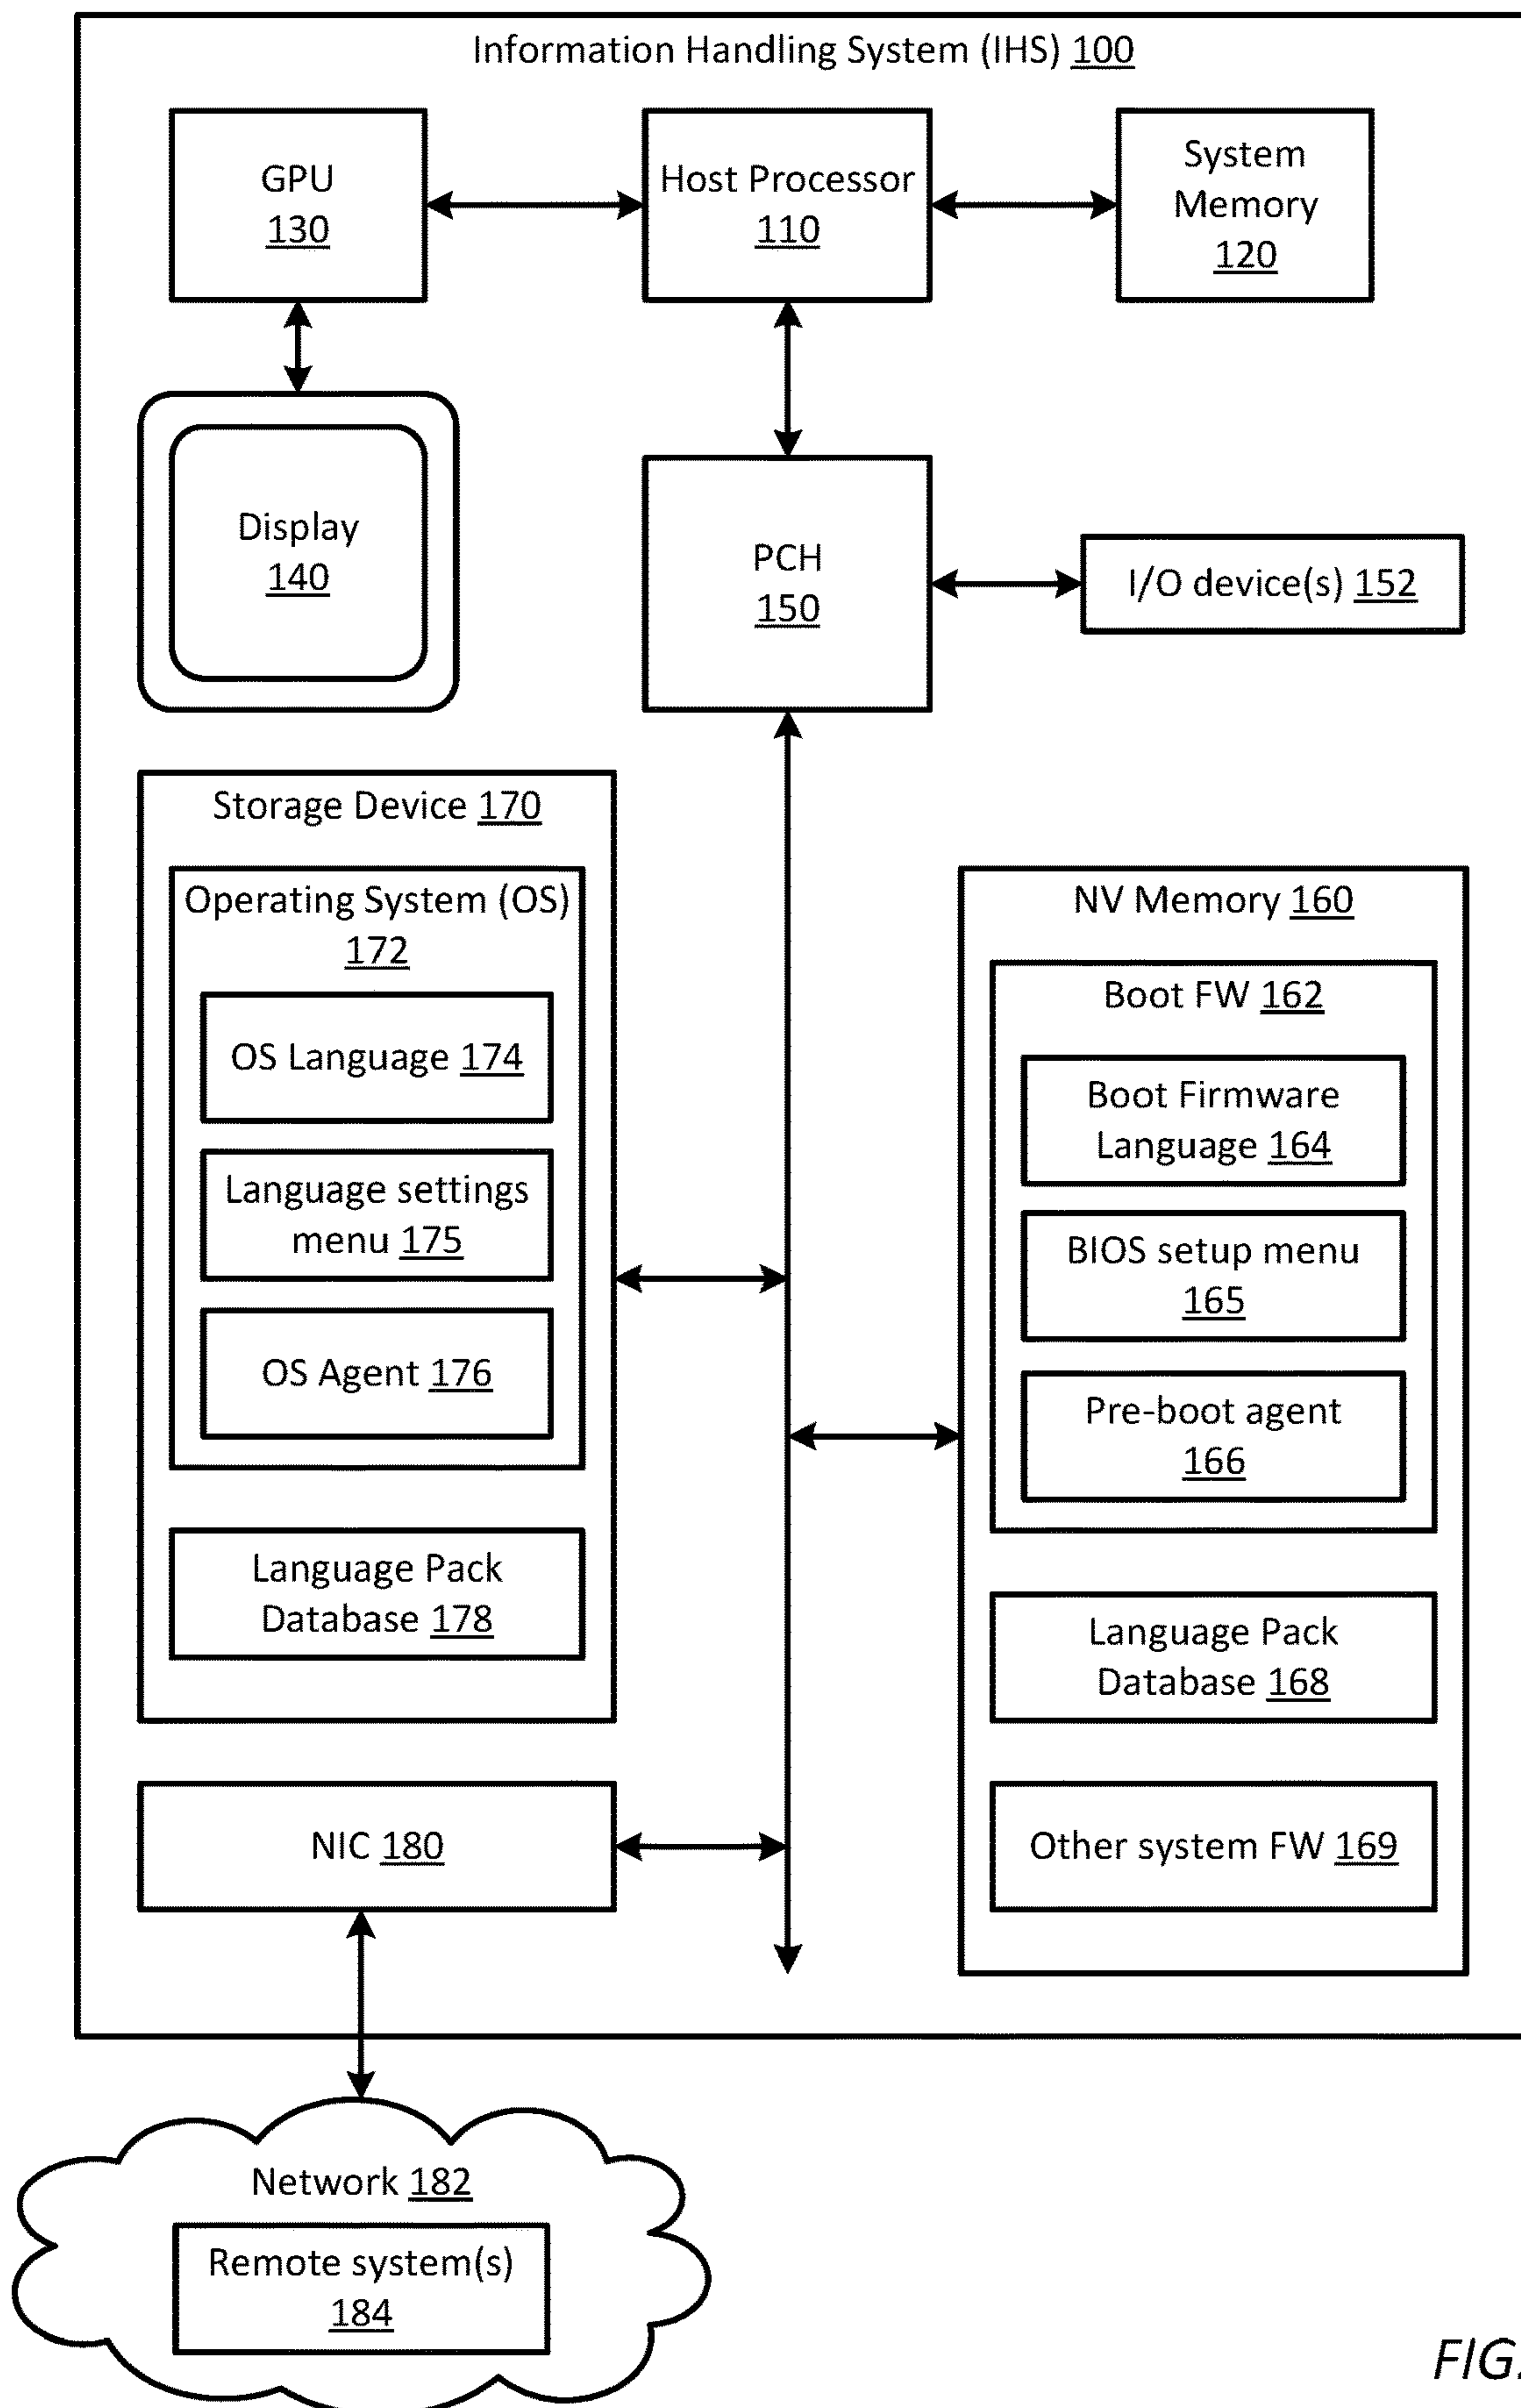 Information Handling System (IHS) 100
GPU
130
Host Processor
110
System
Memory
120
Display
140
PCH
150
I/O device(s) 152
Storage Device 170
Operating System (OS)
172
OS Language 174
Language settings
menu 175
OS Agent 176
Language Pack
Database 178
NV Memory 160
Boot FW 162
Boot Firmware
Language 164
BIOS setup menu
165
Pre-boot agent
166
Language Pack
Database 168
Other system FW 169
NIC 180
Network 182
Remote system(s)
184
FIG.